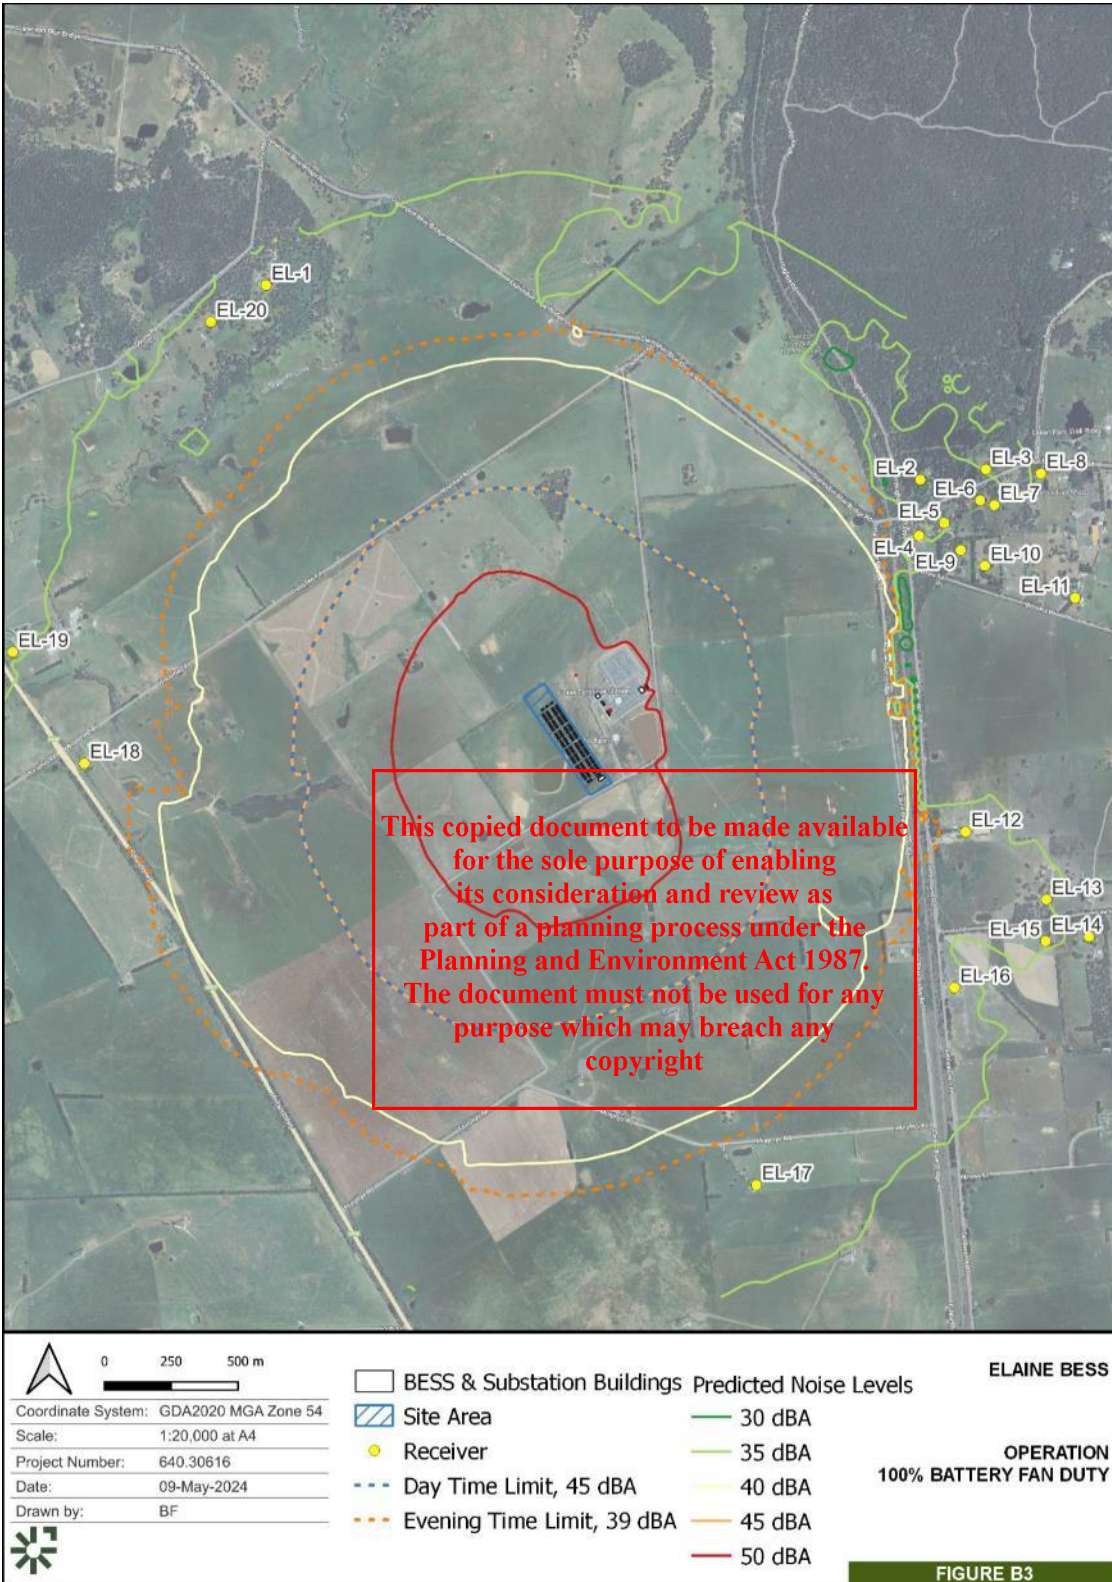 EL-1
EL-20
EL-2
EL-3
EL-8
EL-6
EL-7
EL-5
EL-4
EL-9
EL-10
EL-11
EL-19
EL-18
EL-12
EL-13
EL-15
EL-14
EL-16
EL-17
This copied document to be made available
for the sole purpose of enabling
its consideration and review as
part of a planning process under the
Planning and Environment Act 1987.
The document must not be used for any
purpose which may breach any
copyright
0 250 500 m
Coordinate System: GDA2020 MGA Zone 54
Scale: 1:20,000 at A4
Project Number: 640.30616
Date: 09-May-2024
Drawn by: BF
BESS & Substation Buildings
Site Area
Receiver
Day Time Limit, 45 dBA
Evening Time Limit, 39 dBA
Predicted Noise Levels
30 dBA
35 dBA
40 dBA
45 dBA
50 dBA
ELAINE BESS
OPERATION
100% BATTERY FAN DUTY
FIGURE B3